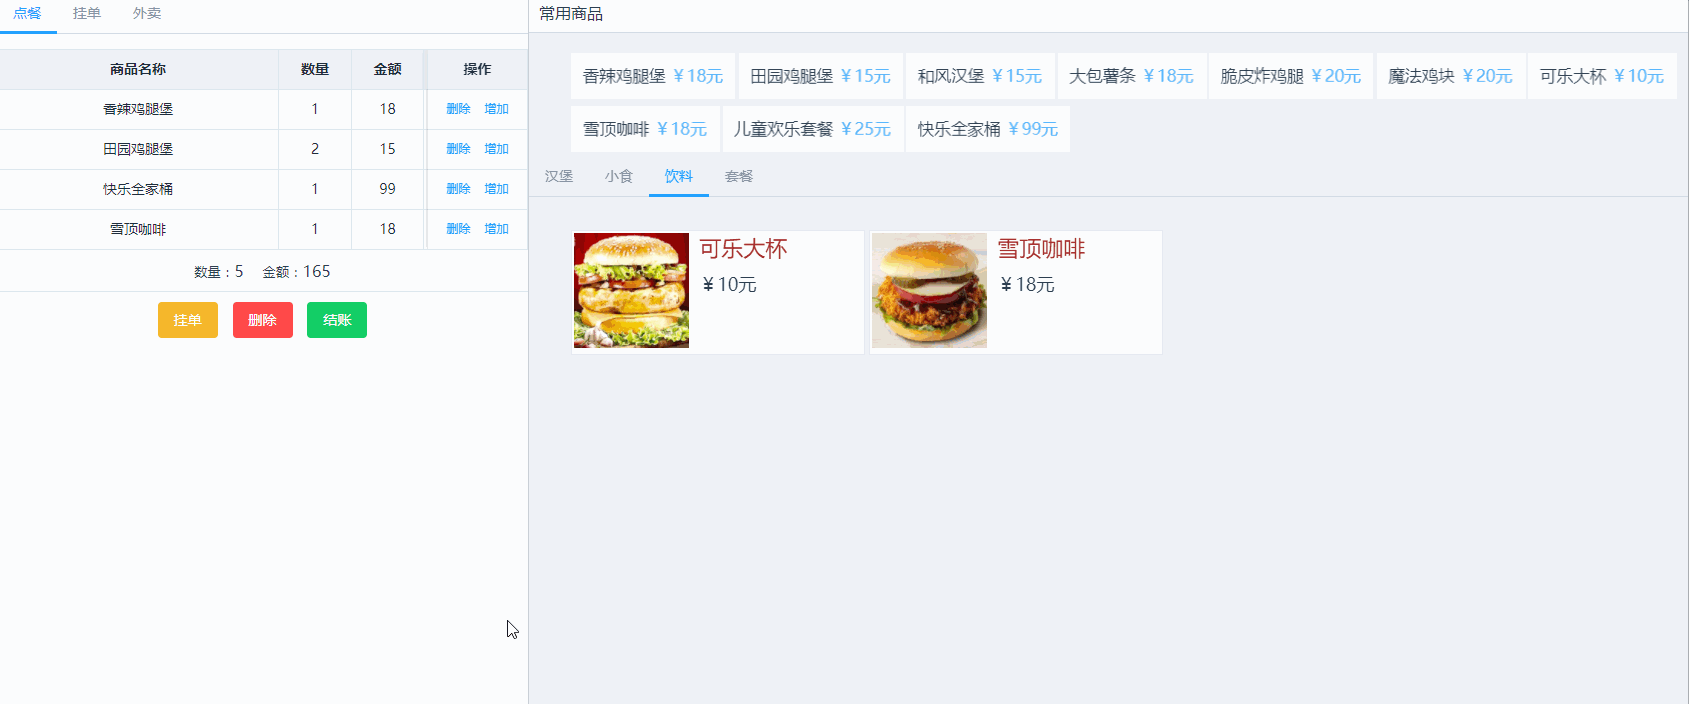 点餐 挂单 外卖
商品名称 数量 金额 操作
香辣鸡腿堡 1 18 删除 增加
田园鸡腿堡 2 15 删除 增加
快乐全家桶 1 99 删除 增加
雪顶咖啡 1 18 删除 增加
数量：5 金额：165
挂单 删除 结账
常用商品
香辣鸡腿堡 ￥18元 田园鸡腿堡 ￥15元 和风汉堡 ￥15元 大包薯条 ￥18元 脆皮炸鸡腿 ￥20元 魔法鸡块 ￥20元 可乐大杯 ￥10元
雪顶咖啡 ￥18元 儿童欢乐套餐 ￥25元 快乐全家桶 ￥99元
汉堡 小食 饮料 套餐
可乐大杯 雪顶咖啡
￥10元 ￥18元